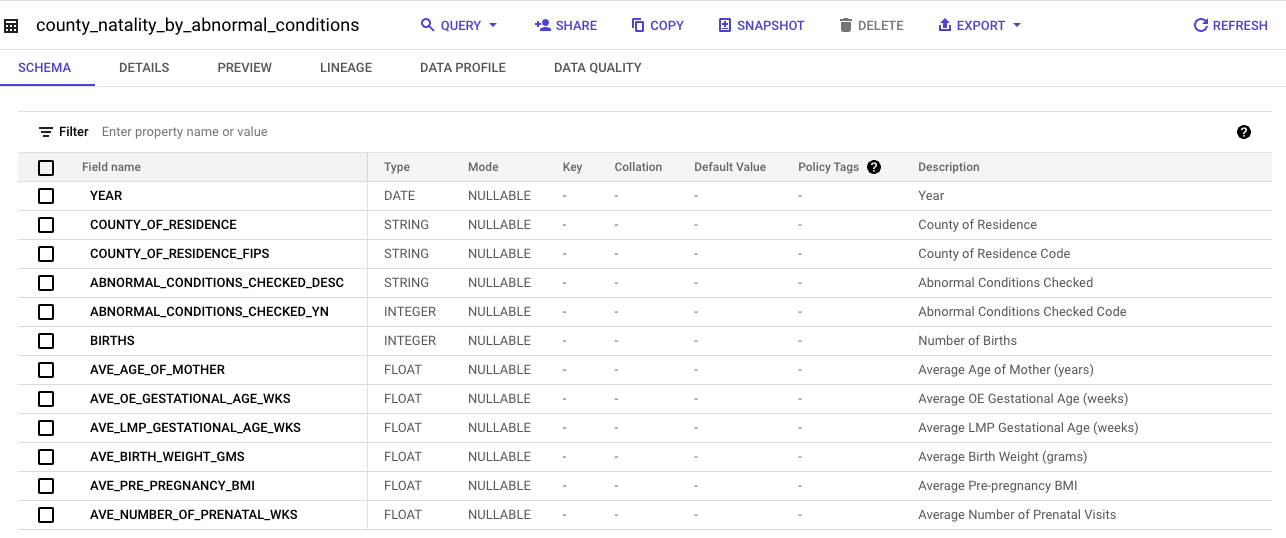 county_natality_by_abnormal_conditions QUERY SHARE COPY SNAPSHOT DELETE EXPORT REFRESH
SCHEMA DETAILS PREVIEW LINEAGE DATA PROFILE DATA QUALITY
Filter Enter property name or value ?
Field name Type Mode Key Collation Default Value Policy Tags ? Description
YEAR DATE NULLABLE - - - - Year
COUNTY_OF_RESIDENCE STRING NULLABLE - - - - County of Residence
COUNTY_OF_RESIDENCE_FIPS STRING NULLABLE - - - - County of Residence Code
ABNORMAL_CONDITIONS_CHECKED_DESC STRING NULLABLE - - - - Abnormal Conditions Checked
ABNORMAL_CONDITIONS_CHECKED_YN INTEGER NULLABLE - - - - Abnormal Conditions Checked Code
BIRTHS INTEGER NULLABLE - - - - Number of Births
AVE_AGE_OF_MOTHER FLOAT NULLABLE - - - - Average Age of Mother (years)
AVE_OE_GESTATIONAL_AGE_WKS FLOAT NULLABLE - - - - Average OE Gestational Age (weeks)
AVE_LMP_GESTATIONAL_AGE_WKS FLOAT NULLABLE - - - - Average LMP Gestational Age (weeks)
AVE_BIRTH_WEIGHT_GMS FLOAT NULLABLE - - - - Average Birth Weight (grams)
AVE_PRE_PREGNANCY_BMI FLOAT NULLABLE - - - - Average Pre-pregnancy BMI
AVE_NUMBER_OF_PRENATAL_WKS FLOAT NULLABLE - - - - Average Number of Prenatal Visits